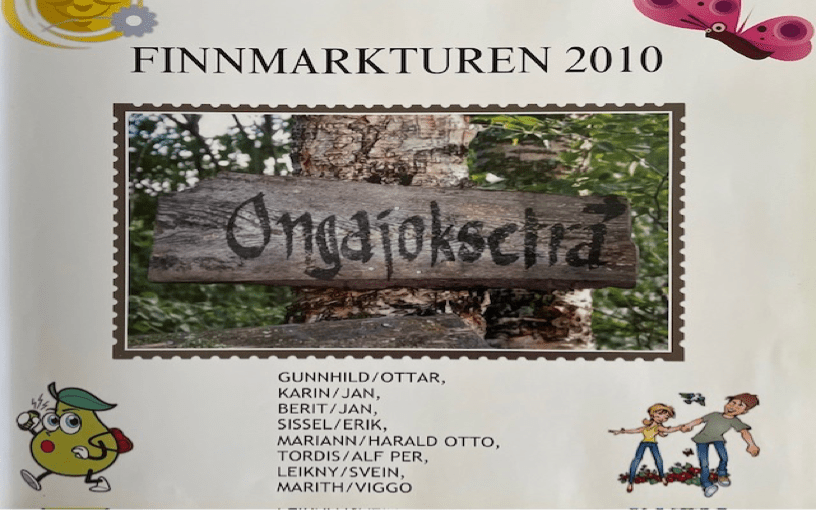 FINNMARKTUREN 2010
Ongajoksetra
GUNNHILD/OTTAR,
KARIN/JAN,
BERIT/JAN,
SISSEL/ERIK,
MARIANN/HARALD OTTO,
TORDIS/ALF PER,
LEIKNY/SVEIN,
MARITH/VIGGO